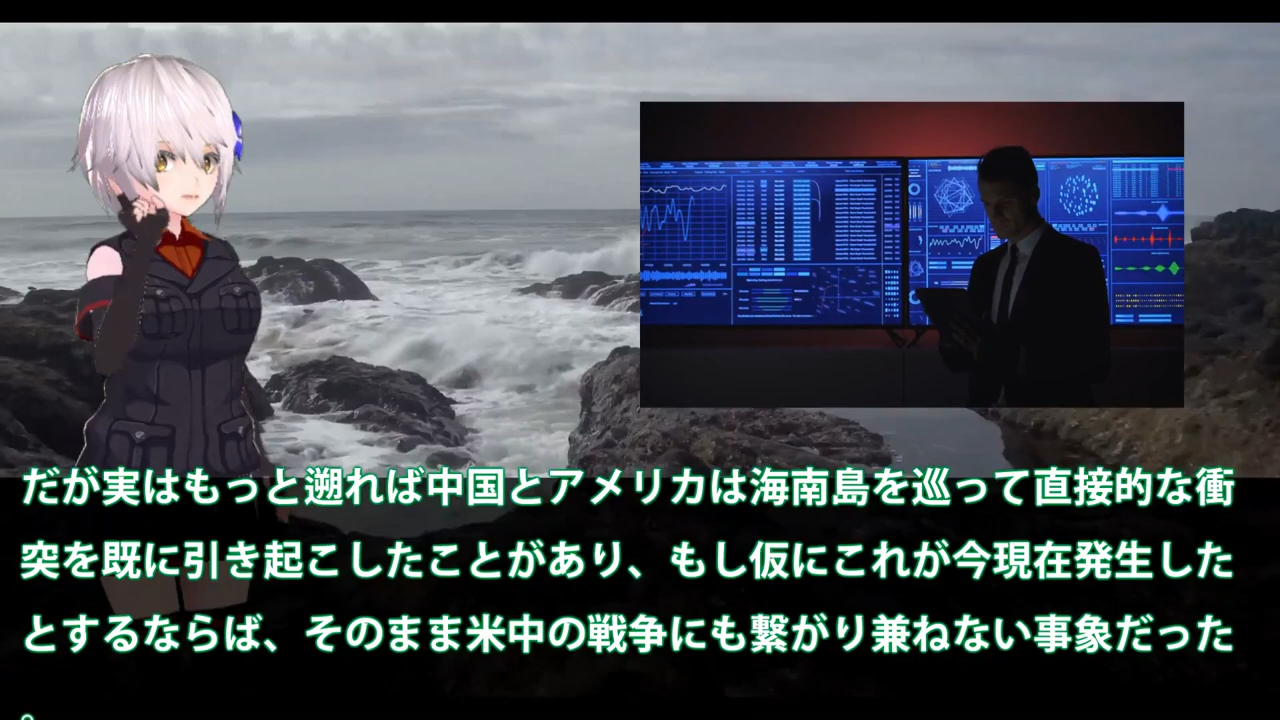 だが実はもっと遡れば中国とアメリカは海南島を巡って直接的な衝
突を既に引き起こしたことがあり、もし仮にこれが今現在発生した
とするならば、そのまま米中の戦争にも繋がり兼ねない事象だった
。